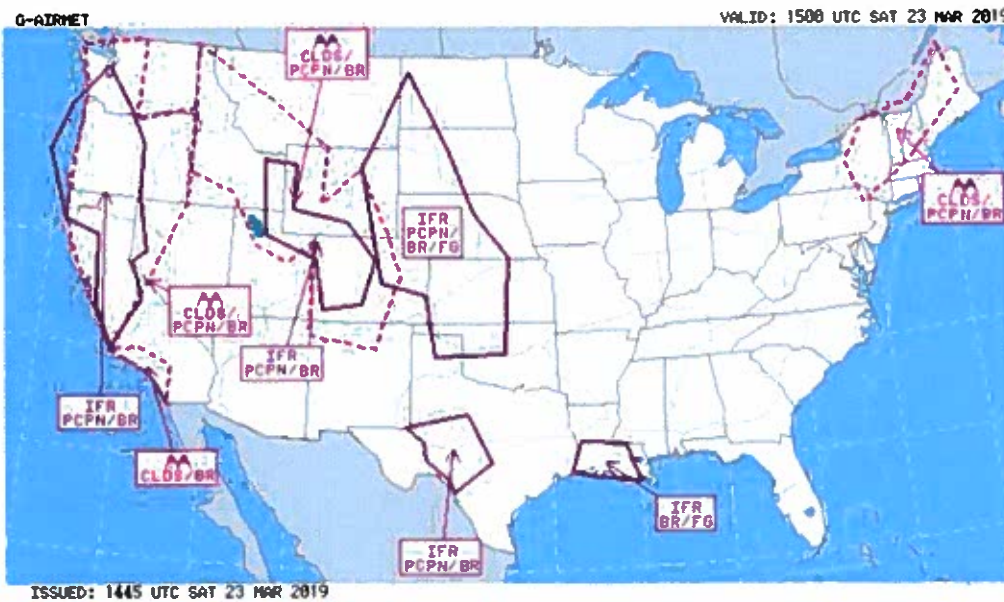 G-AIRMET
VALID: 1500 UTC SAT 23 MAR 2019
CLDS/
PCPN/BR
IFR
PCPN/
BR/FG
CLDS/
PCPN/BR
CLDS/
PCPN/BR
IFR
PCPN/BR
IFR
PCPN/BR
CLDS/BR
IFR
BR/FG
IFR
PCPN/BR
ISSUED: 1445 UTC SAT 23 MAR 2019